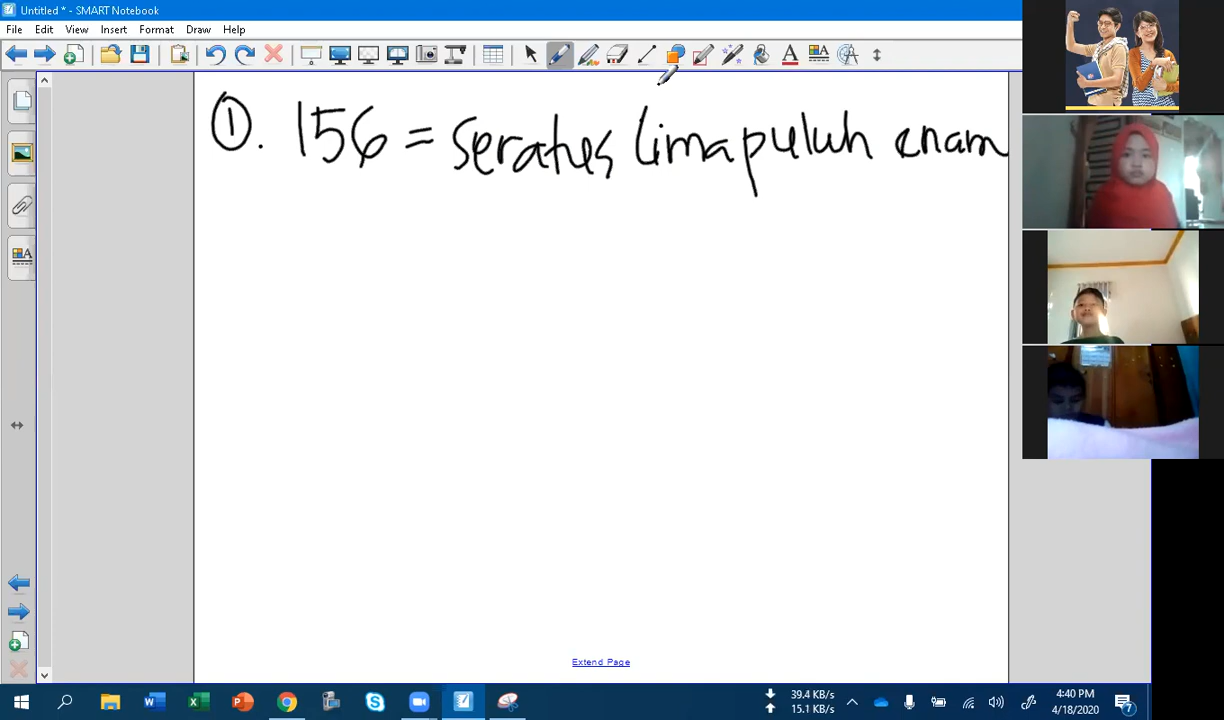 Untitled * - SMART Notebook
File Edit View Insert Format Draw Help
①. 156 = seratus limapuluh enam
Extend Page
39.4 KB/s
15.1 KB/s
4:40 PM
4/18/2020
7